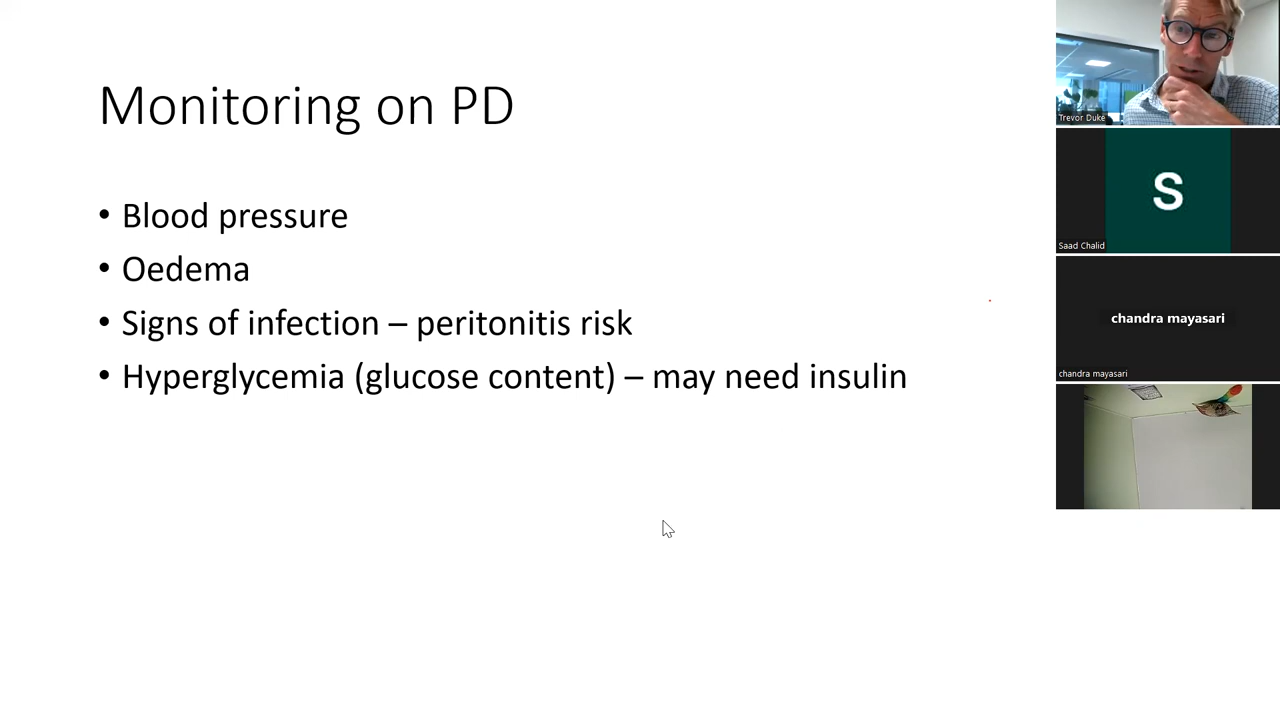 Monitoring on PD
• Blood pressure
• Oedema
• Signs of infection – peritonitis risk
• Hyperglycemia (glucose content) – may need insulin
Trevor Duke
S
Saad Chalid
chandra mayasari
chandra mayasari